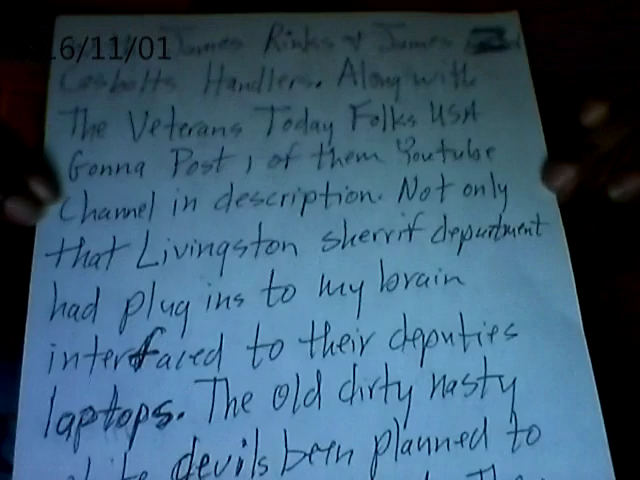 16/11/01
James Rinks & James
Casbolts Handlers. Along with
The Veterans Today Folks USA
Gonna Post 1 of them Youtube
Channel in description. Not only
that Livingston sherrif department
had plug ins to my brain
interfaced to their deputies
laptops. The old dirty nasty
devils been planned to